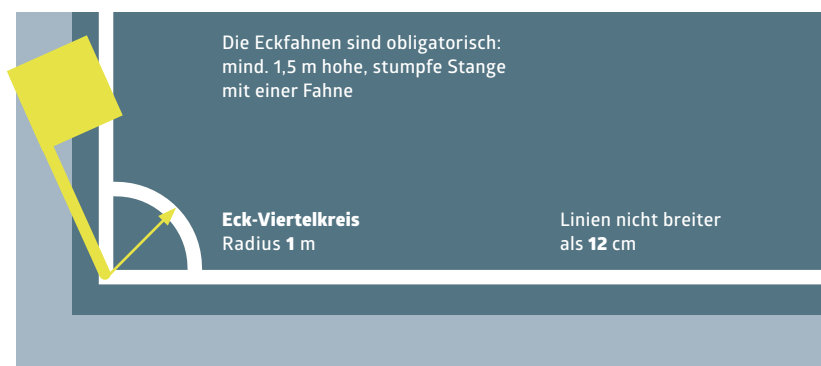 Die Eckfahnen sind obligatorisch:
mind. 1,5 m hohe, stumpfe Stange
mit einer Fahne
Eck-Viertelkreis
Radius 1 m
Linien nicht breiter
als 12 cm